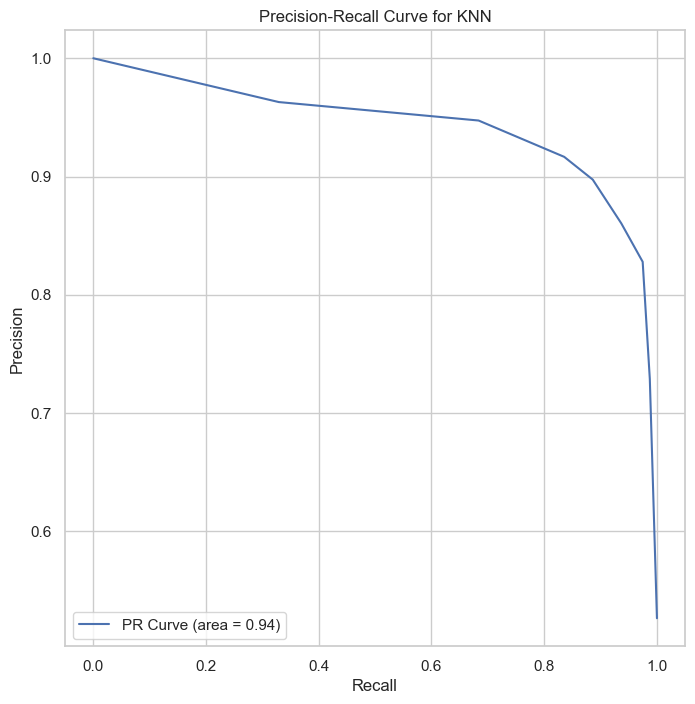 Precision-Recall Curve for KNN
1.0
0.9
0.8
0.7
0.6
Precision
PR Curve (area = 0.94)
0.0 0.2 0.4 0.6 0.8 1.0
Recall